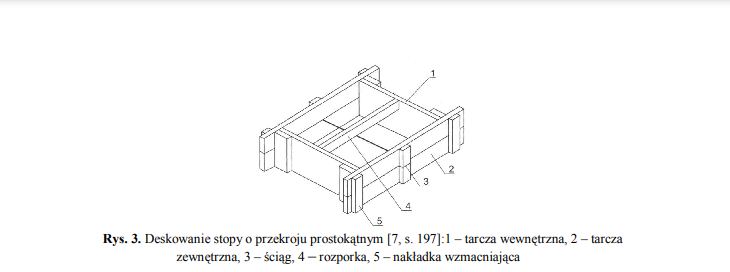 1
2
3
4
5
Rys. 3. Deskowanie stopy o przekroju prostokątnym [7, s. 197]:1 – tarcza wewnętrzna, 2 – tarcza
zewnętrzna, 3 – ściąg, 4 – rozporka, 5 – nakładka wzmacniająca